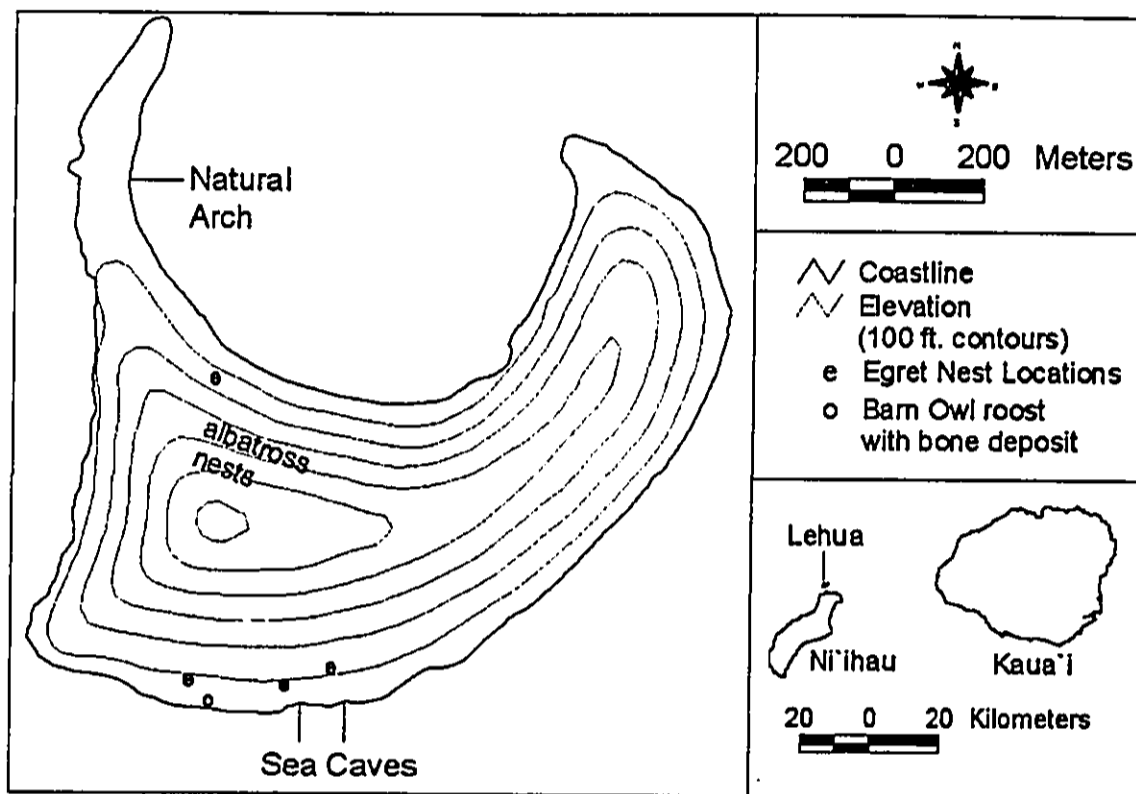 Natural
Arch
albatross
nests
e
e
e
e
o
Sea Caves
N
S
200 0 200 Meters
Coastline
Elevation
(100 ft. contours)
e Egret Nest Locations
o Barn Owl roost
with bone deposit
Lehua
Ni`ihau
Kaua`i
20 0 20 Kilometers